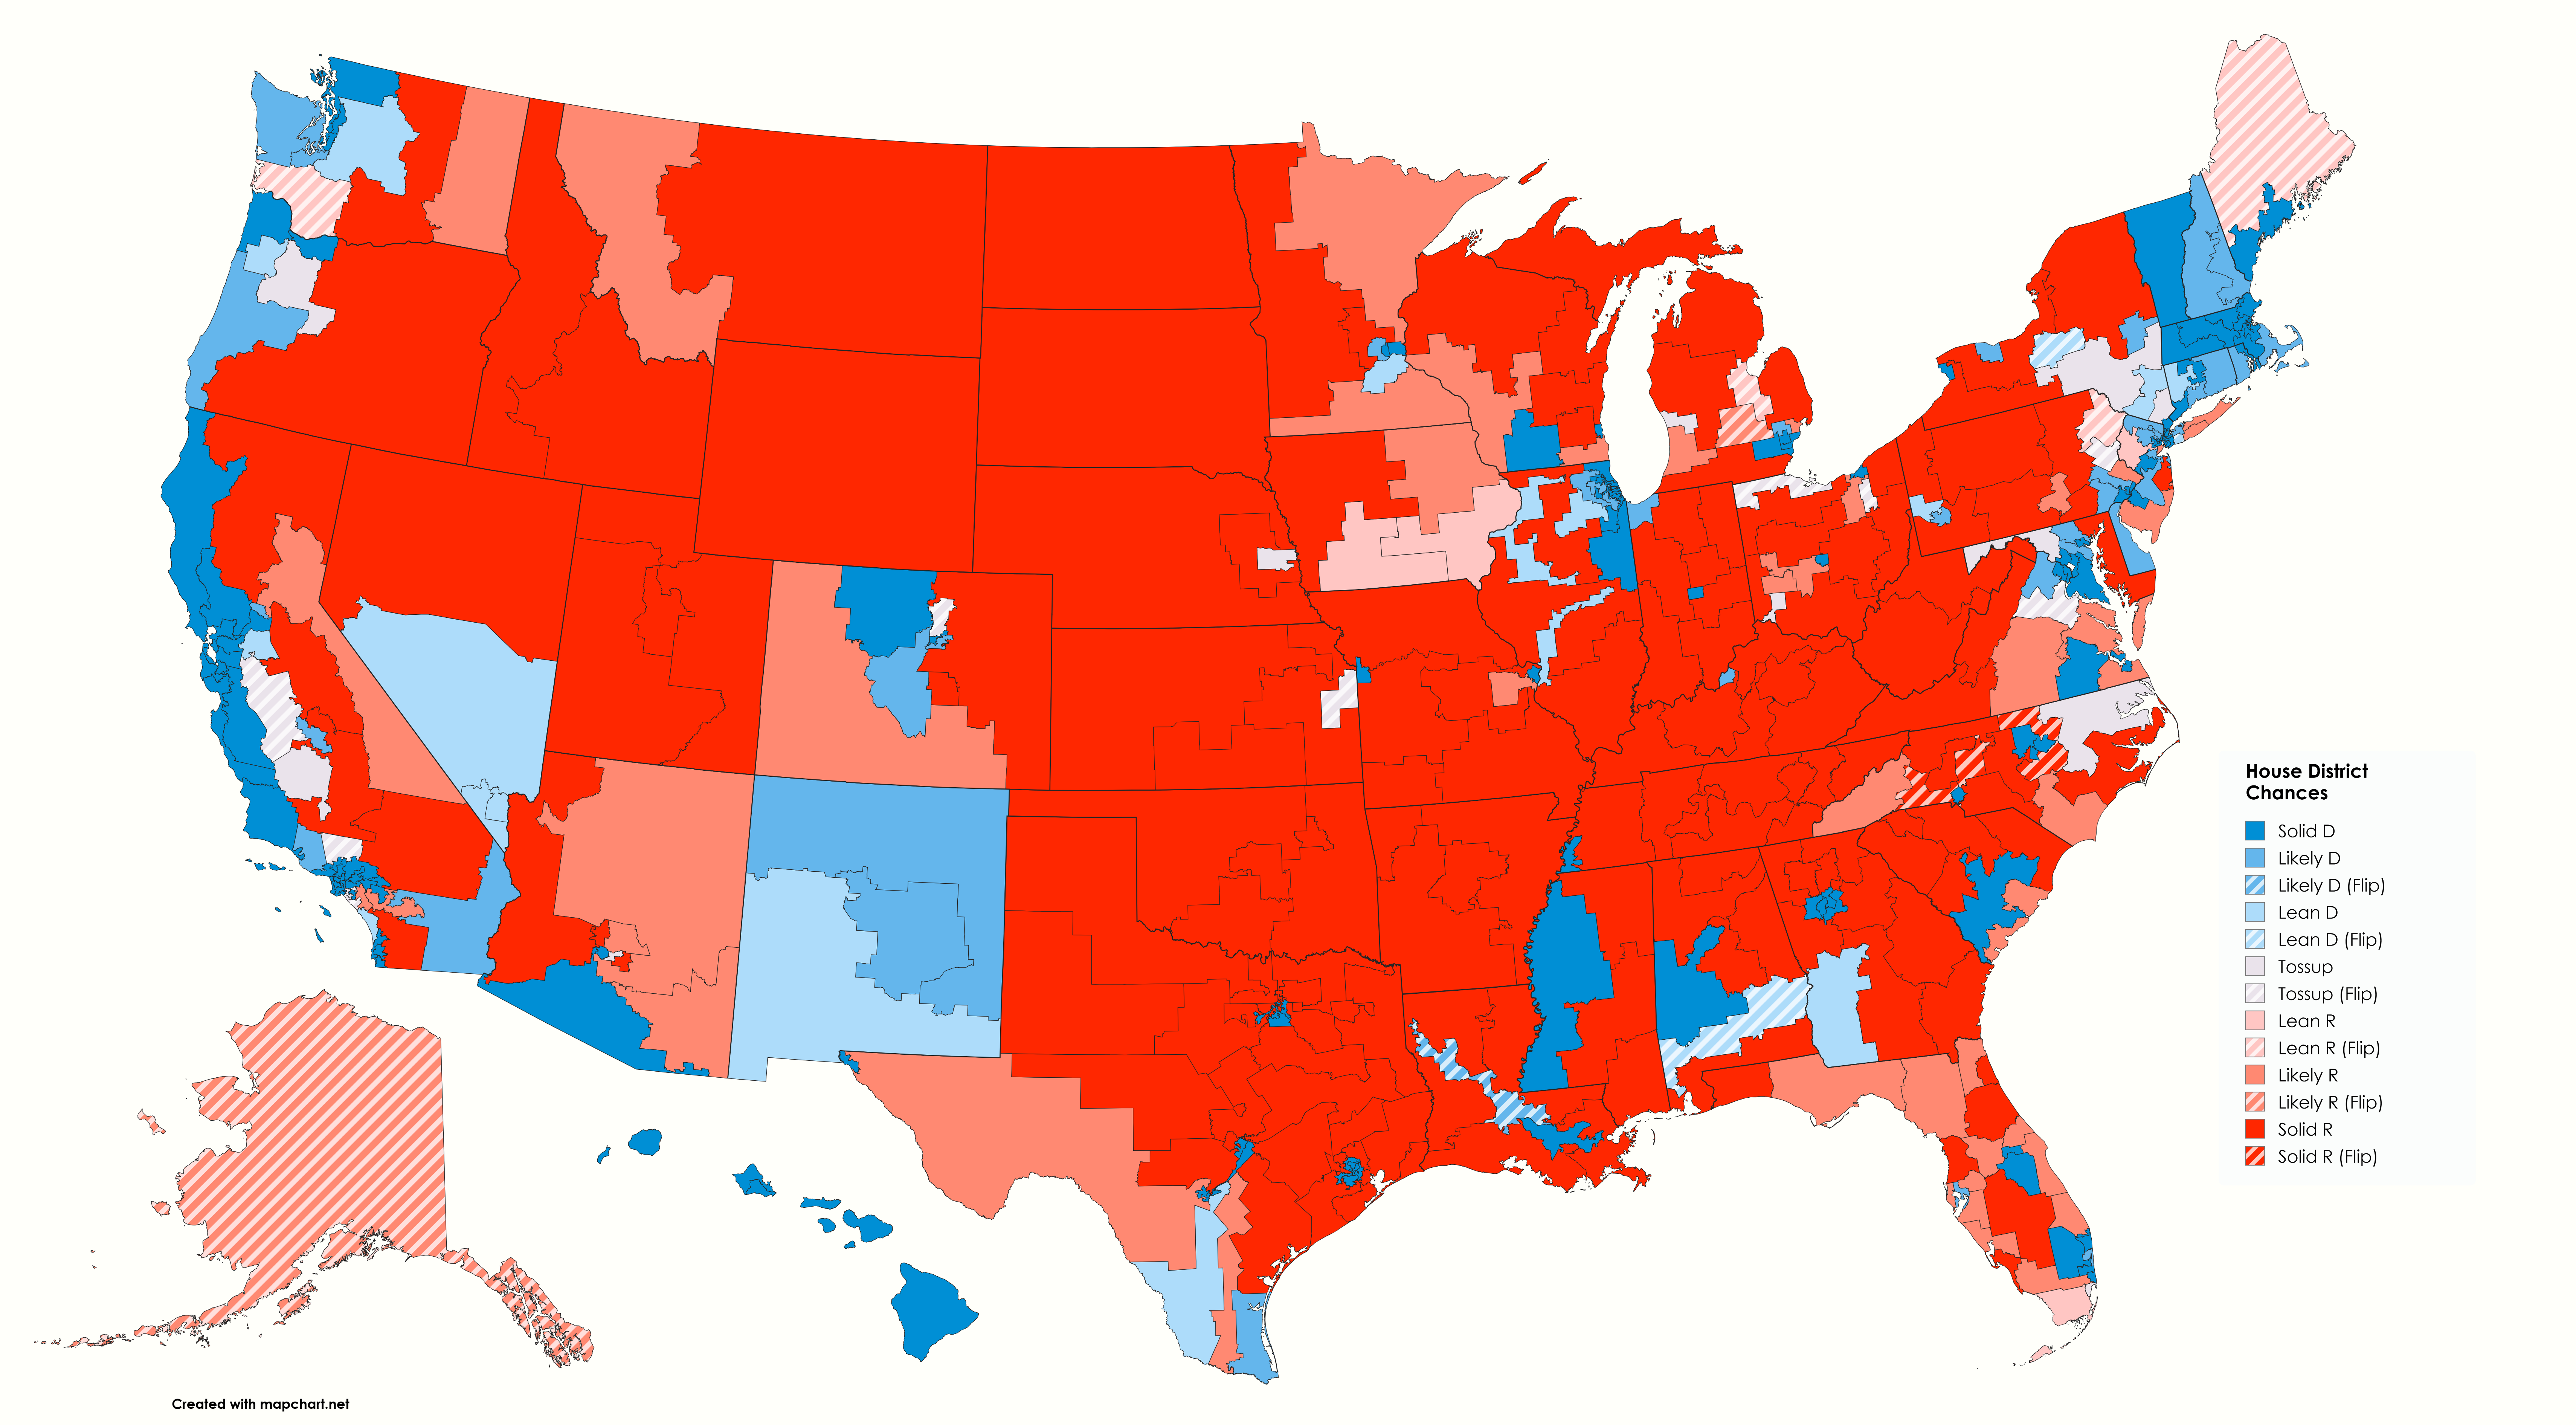 House District
Chances
Solid D
Likely D
Likely D (Flip)
Lean D
Lean D (Flip)
Tossup
Tossup (Flip)
Lean R
Lean R (Flip)
Likely R
Likely R (Flip)
Solid R
Solid R (Flip)
Created with mapchart.net